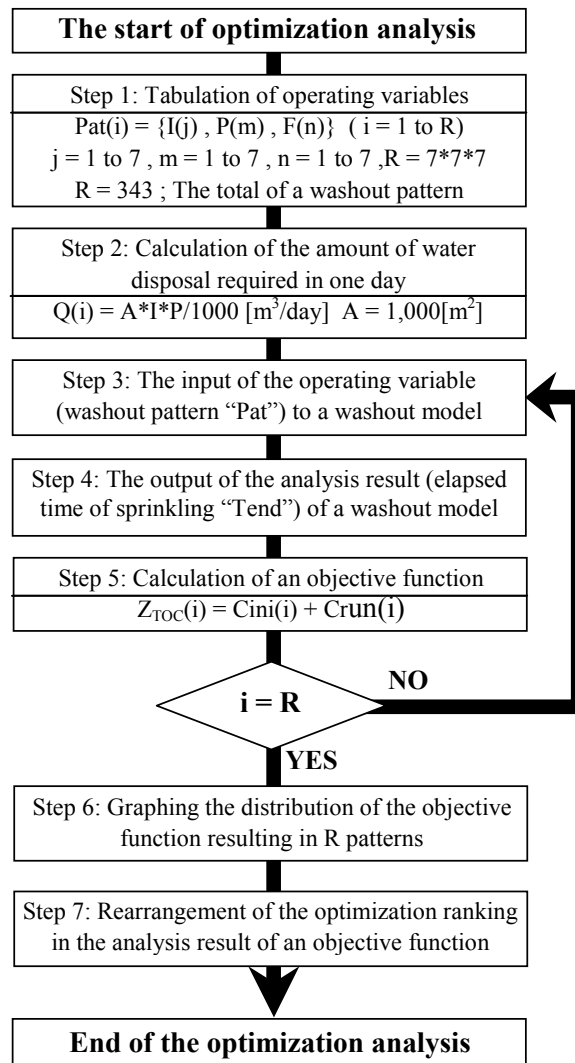 The start of optimization analysis
Step 1: Tabulation of operating variables
Pat(i) = {I(j) , P(m) , F(n)} ( i = 1 to R)
j = 1 to 7 , m = 1 to 7 , n = 1 to 7 ,R = 7*7*7
R = 343 ; The total of a washout pattern
Step 2: Calculation of the amount of water
disposal required in one day
Q(i) = A*I*P/1000 [m³/day] A = 1,000[m²]
Step 3: The input of the operating variable
(washout pattern “Pat”) to a washout model
Step 4: The output of the analysis result (elapsed
time of sprinkling “Tend”) of a washout model
Step 5: Calculation of an objective function
Z_TOC(i) = Cini(i) + Crun(i)
NO
i = R
YES
Step 6: Graphing the distribution of the objective
function resulting in R patterns
Step 7: Rearrangement of the optimization ranking
in the analysis result of an objective function
End of the optimization analysis